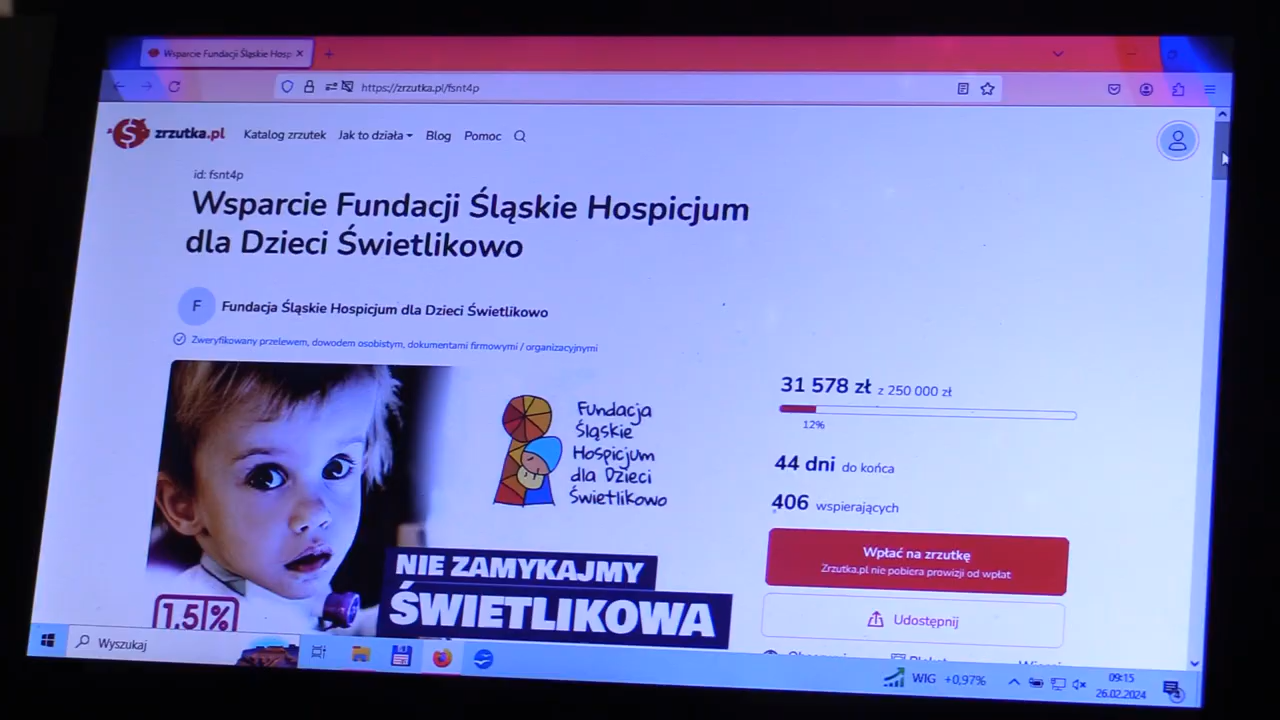 Wsparcie Fundacji Śląskie Hosp
https://zrzutka.pl/fsnt4p
zrzutka.pl Katalog zrzutek Jak to działa Blog Pomoc
id: fsnt4p
Wsparcie Fundacji Śląskie Hospicjum
dla Dzieci Świetlikowo
F Fundacja Śląskie Hospicjum dla Dzieci Świetlikowo
Zweryfikowany przelewem, dowodem osobistym, dokumentami firmowymi / organizacyjnymi
Fundacja
Śląskie
Hospicjum
dla Dzieci
Świetlikowo
NIE ZAMYKAJMY
ŚWIETLIKOWA
1,5%
31 578 zł z 250 000 zł
12%
44 dni do końca
406 wspierających
Wpłać na zrzutkę
Zrzutka.pl nie pobiera prowizji od wpłat
Udostępnij
Wyszukaj
WIG +0,97%
09:15
26.02.2024
4